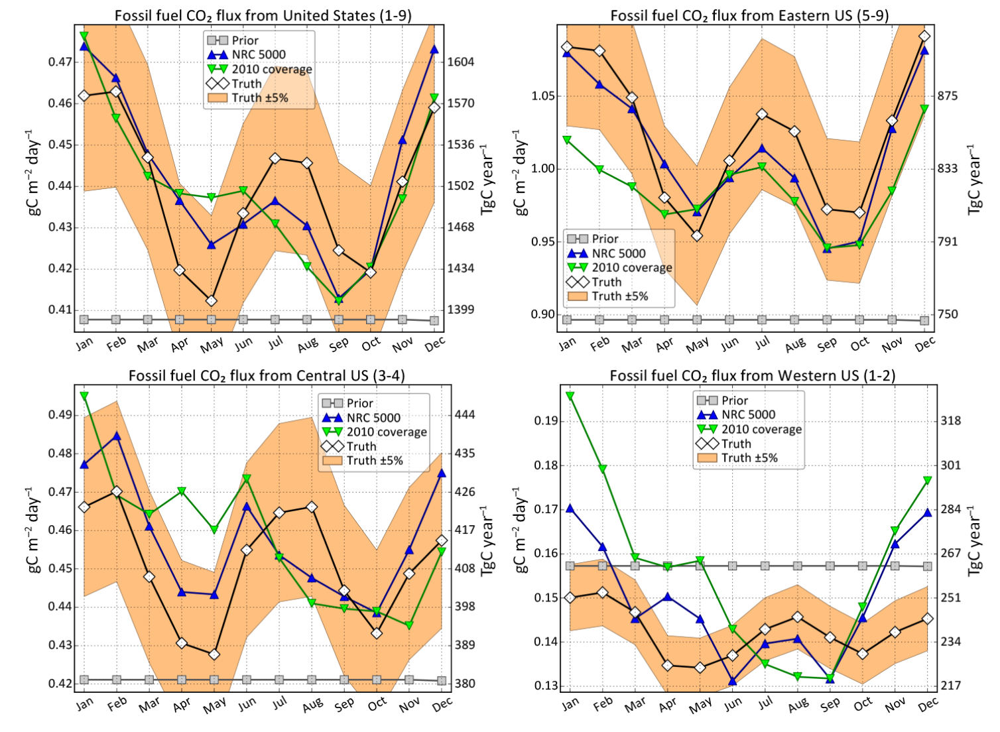 Fossil fuel CO₂ flux from United States (1-9)
Prior
NRC 5000
2010 coverage
Truth
Truth ±5%
gC m⁻² day⁻¹
0.47
0.46
0.45
0.44
0.43
0.42
0.41
1604
1570
1536
1502
1468
1434
1399
TgC year⁻¹
Jan Feb Mar Apr May Jun Jul Aug Sep Oct Nov Dec
Fossil fuel CO₂ flux from Eastern US (5-9)
gC m⁻² day⁻¹
1.05
1.00
0.95
0.90
875
833
791
750
TgC year⁻¹
Prior
NRC 5000
2010 coverage
Truth
Truth ±5%
Jan Feb Mar Apr May Jun Jul Aug Sep Oct Nov Dec
Fossil fuel CO₂ flux from Central US (3-4)
Prior
NRC 5000
2010 coverage
Truth
Truth ±5%
gC m⁻² day⁻¹
0.49
0.48
0.47
0.46
0.45
0.44
0.43
0.42
444
435
426
417
408
398
389
380
TgC year⁻¹
Jan Feb Mar Apr May Jun Jul Aug Sep Oct Nov Dec
Fossil fuel CO₂ flux from Western US (1-2)
Prior
NRC 5000
2010 coverage
Truth
Truth ±5%
gC m⁻² day⁻¹
0.19
0.18
0.17
0.16
0.15
0.14
0.13
318
301
284
267
251
234
217
TgC year⁻¹
Jan Feb Mar Apr May Jun Jul Aug Sep Oct Nov Dec